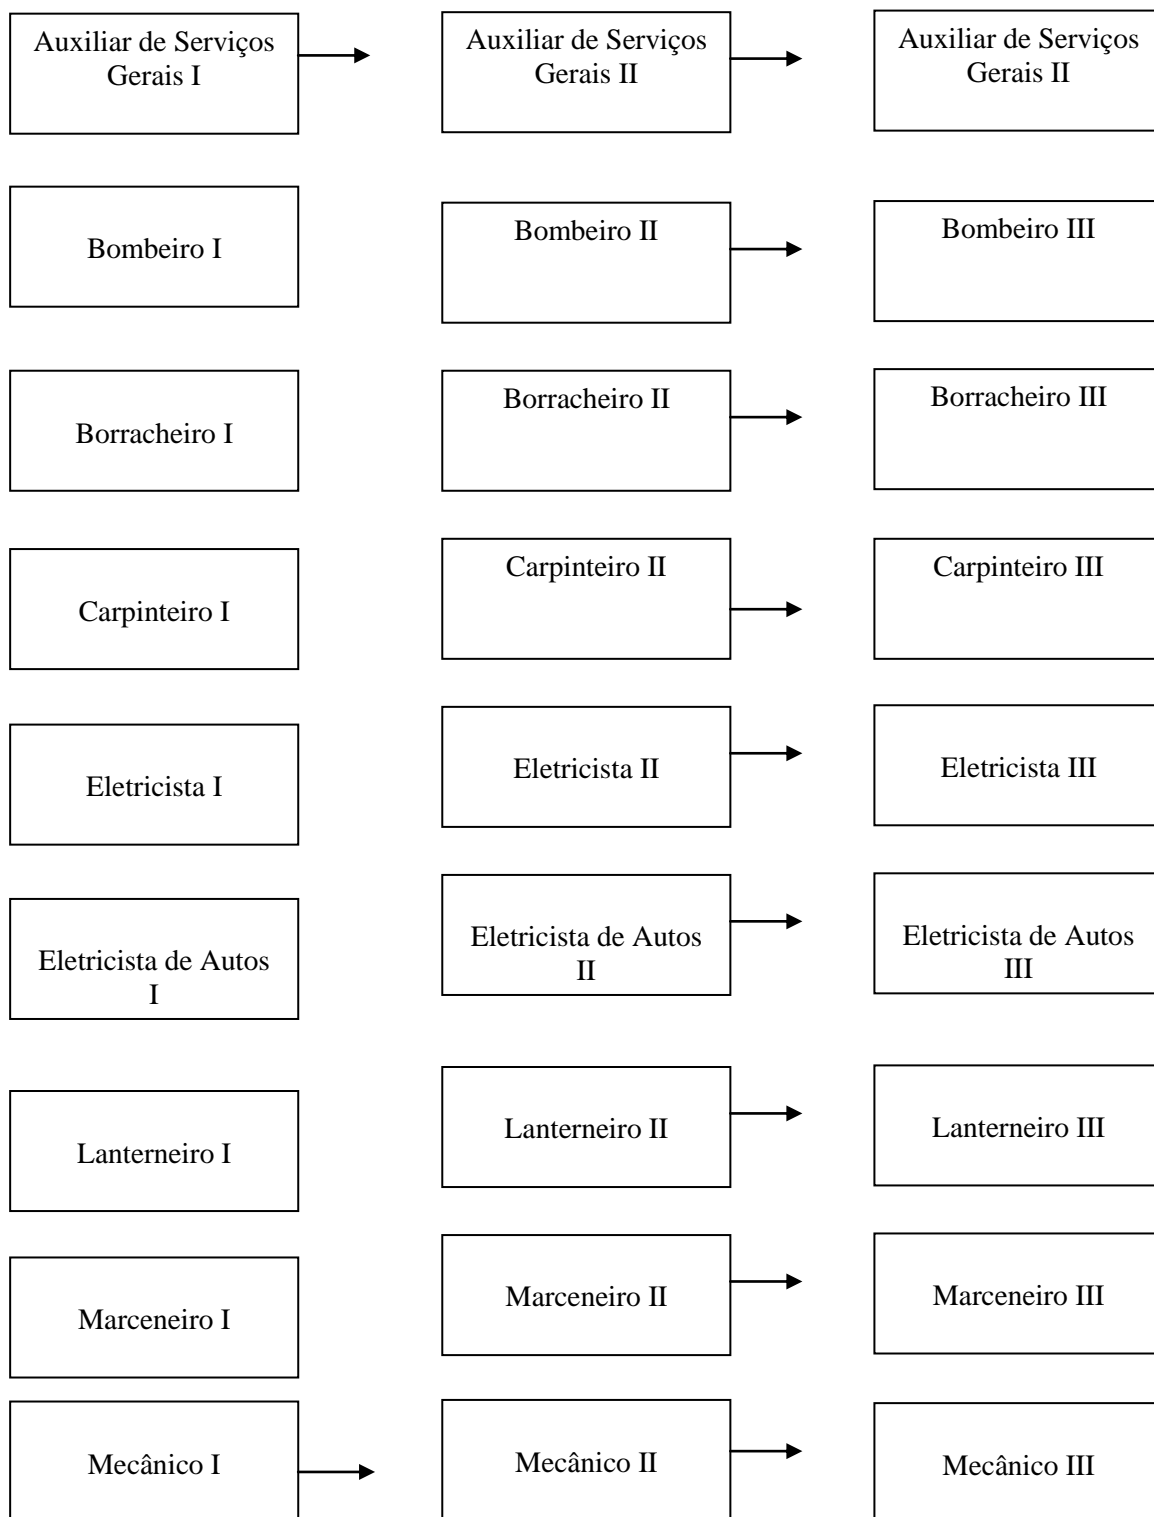 Auxiliar de Serviços
Gerais I
Auxiliar de Serviços
Gerais II
Auxiliar de Serviços
Gerais II
Bombeiro I
Bombeiro II
Bombeiro III
Borracheiro I
Borracheiro II
Borracheiro III
Carpinteiro I
Carpinteiro II
Carpinteiro III
Eletricista I
Eletricista II
Eletricista III
Eletricista de Autos
I
Eletricista de Autos
II
Eletricista de Autos
III
Lanterneiro I
Lanterneiro II
Lanterneiro III
Marceneiro I
Marceneiro II
Marceneiro III
Mecânico I
Mecânico II
Mecânico III